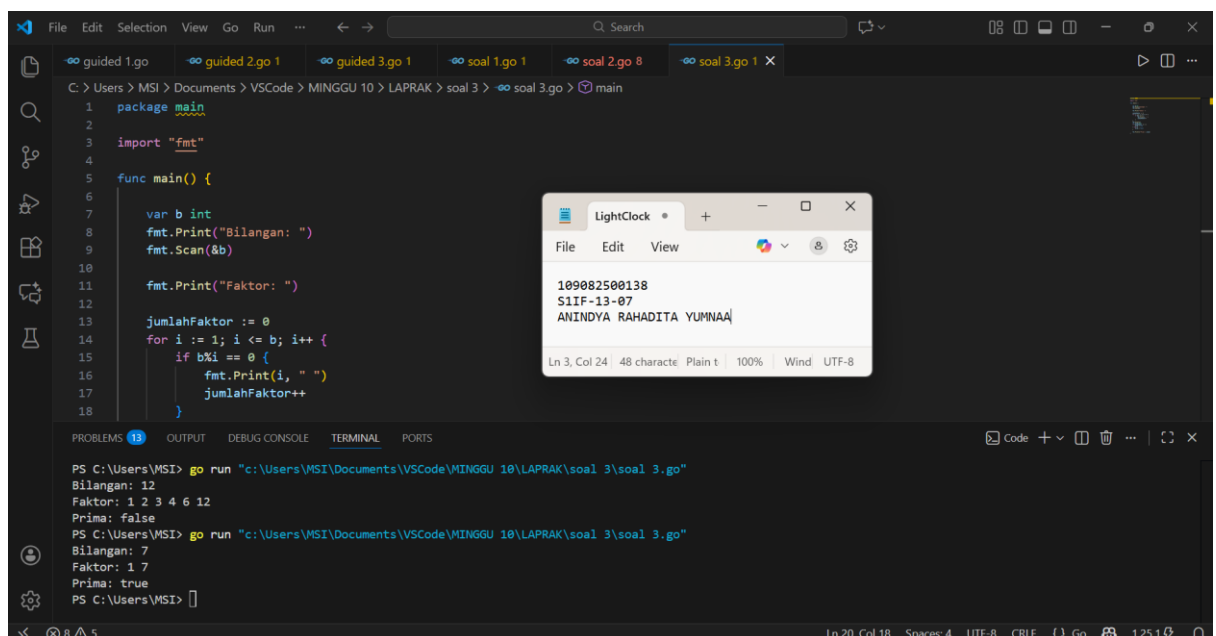 File Edit Selection View Go Run ... Search
guided 1.go guided 2.go 1 guided 3.go 1 soal 1.go 1 soal 2.go 8 soal 3.go 1
C: > Users > MSI > Documents > VSCode > MINGGU 10 > LAPRAK > soal 3 > soal 3.go > main
1 package main
2
3 import "fmt"
4
5 func main() {
6
7 var b int
8 fmt.Print("Bilangan: ")
9 fmt.Scan(&b)
10
11 fmt.Print("Faktor: ")
12
13 jumlahFaktor := 0
14 for i := 1; i <= b; i++ {
15 if b%i == 0 {
16 fmt.Print(i, " ")
17 jumlahFaktor++
18 }
LightClock
File Edit View
109082500138
S1IF-13-07
ANINDYA RAHADITA YUMNAA
Ln 3, Col 24 48 characte Plain t 100% Wind UTF-8
PROBLEMS 13 OUTPUT DEBUG CONSOLE TERMINAL PORTS Code
PS C:\Users\MSI> go run "c:\Users\MSI\Documents\VSCode\MINGGU 10\LAPRAK\soal 3\soal 3.go"
Bilangan: 12
Faktor: 1 2 3 4 6 12
Prima: false
PS C:\Users\MSI> go run "c:\Users\MSI\Documents\VSCode\MINGGU 10\LAPRAK\soal 3\soal 3.go"
Bilangan: 7
Faktor: 1 7
Prima: true
PS C:\Users\MSI>
8 5 Ln 20, Col 18 Spaces: 4 UTF-8 CRLF {} Go 1.25.1